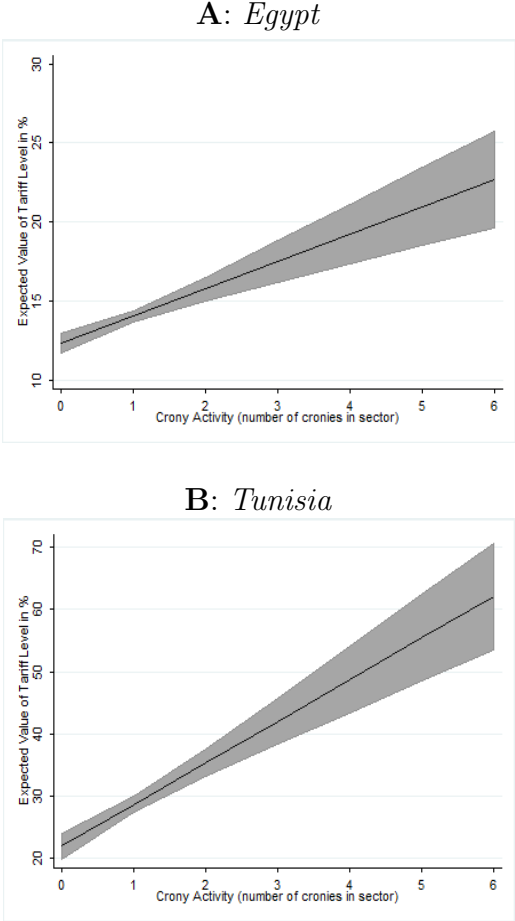 A: Egypt
30
25
20
15
10
Expected Value of Tariff Level in %
0 1 2 3 4 5 6
Crony Activity (number of cronies in sector)
B: Tunisia
70
60
50
40
30
20
Expected Value of Tariff Level in %
0 1 2 3 4 5 6
Crony Activity (number of cronies in sector)